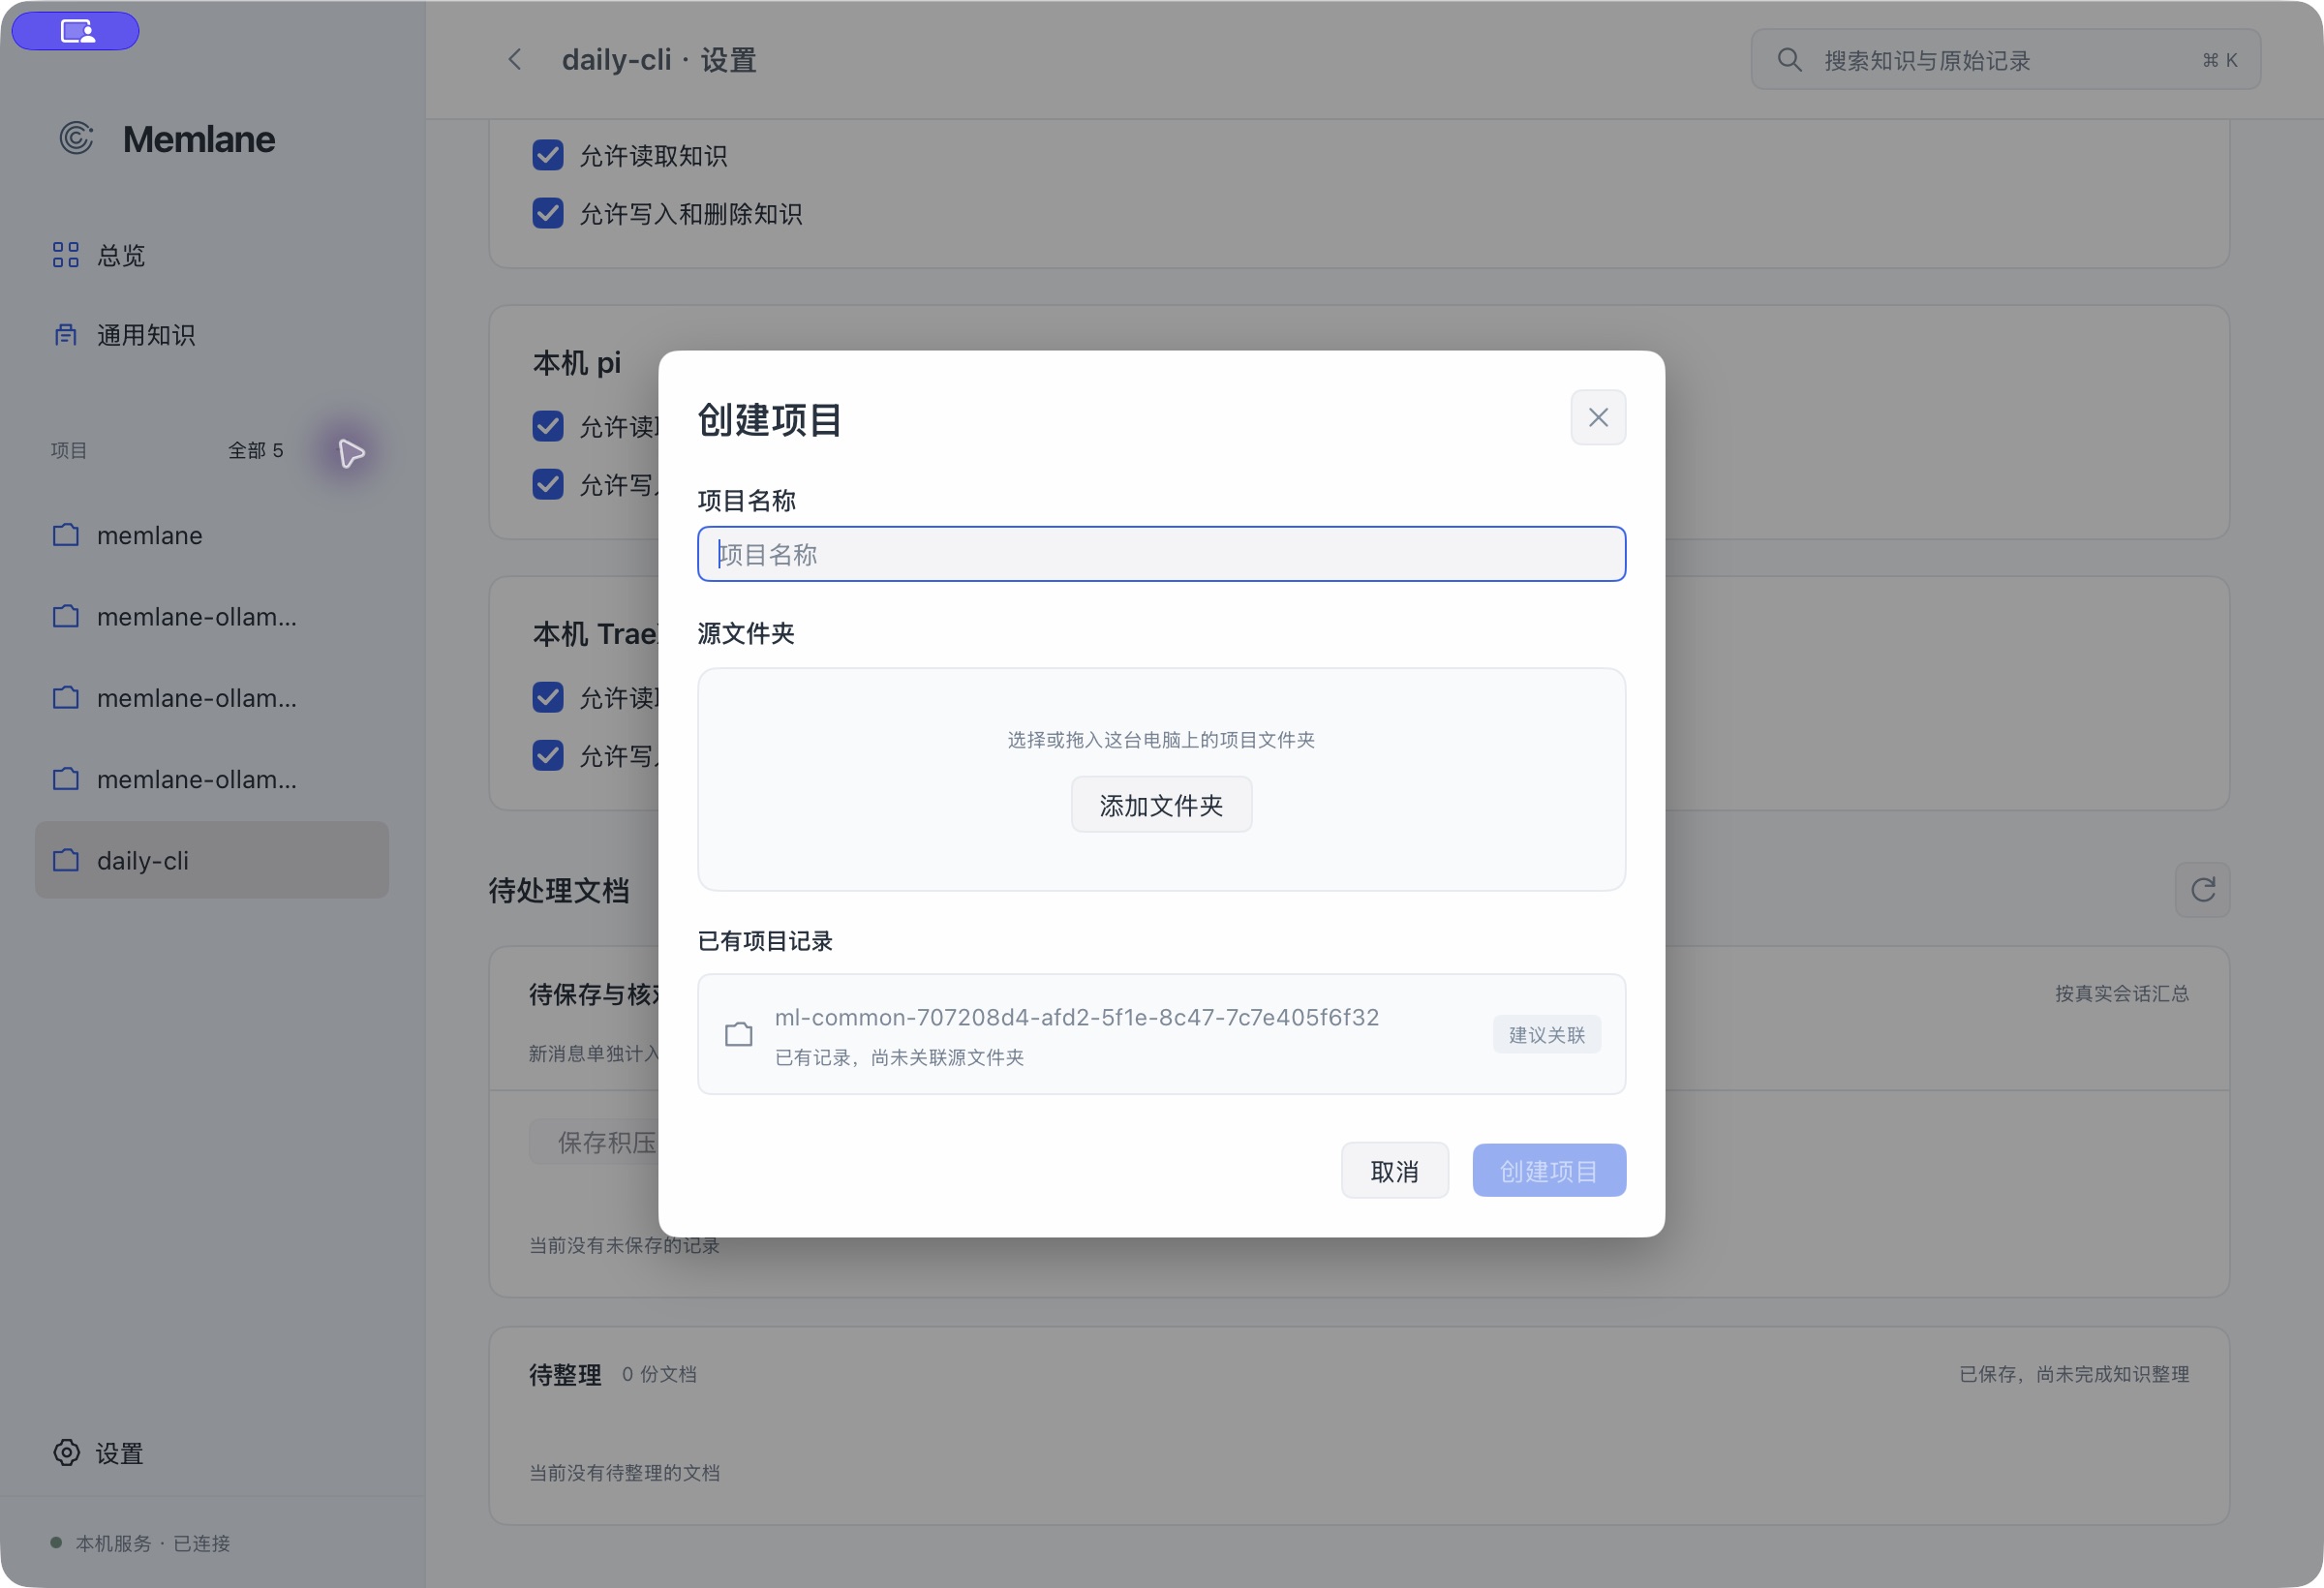 Memlane
总览
通用知识
项目
全部 5
memlane
memlane-ollam...
memlane-ollam...
memlane-ollam...
daily-cli
设置
本机服务 · 已连接
daily-cli · 设置
搜索知识与原始记录
⌘ K
允许读取知识
允许写入和删除知识
本机 pi
允许读
允许写
本机 Trae
允许读
允许写
待处理文档
待保存与核
按真实会话汇总
新消息单独计入
保存积压
当前没有未保存的记录
待整理 0 份文档
已保存，尚未完成知识整理
当前没有待整理的文档
创建项目
项目名称
项目名称
源文件夹
选择或拖入这台电脑上的项目文件夹
添加文件夹
已有项目记录
ml-common-707208d4-afd2-5f1e-8c47-7c7e405f6f32
已有记录，尚未关联源文件夹
建议关联
取消
创建项目